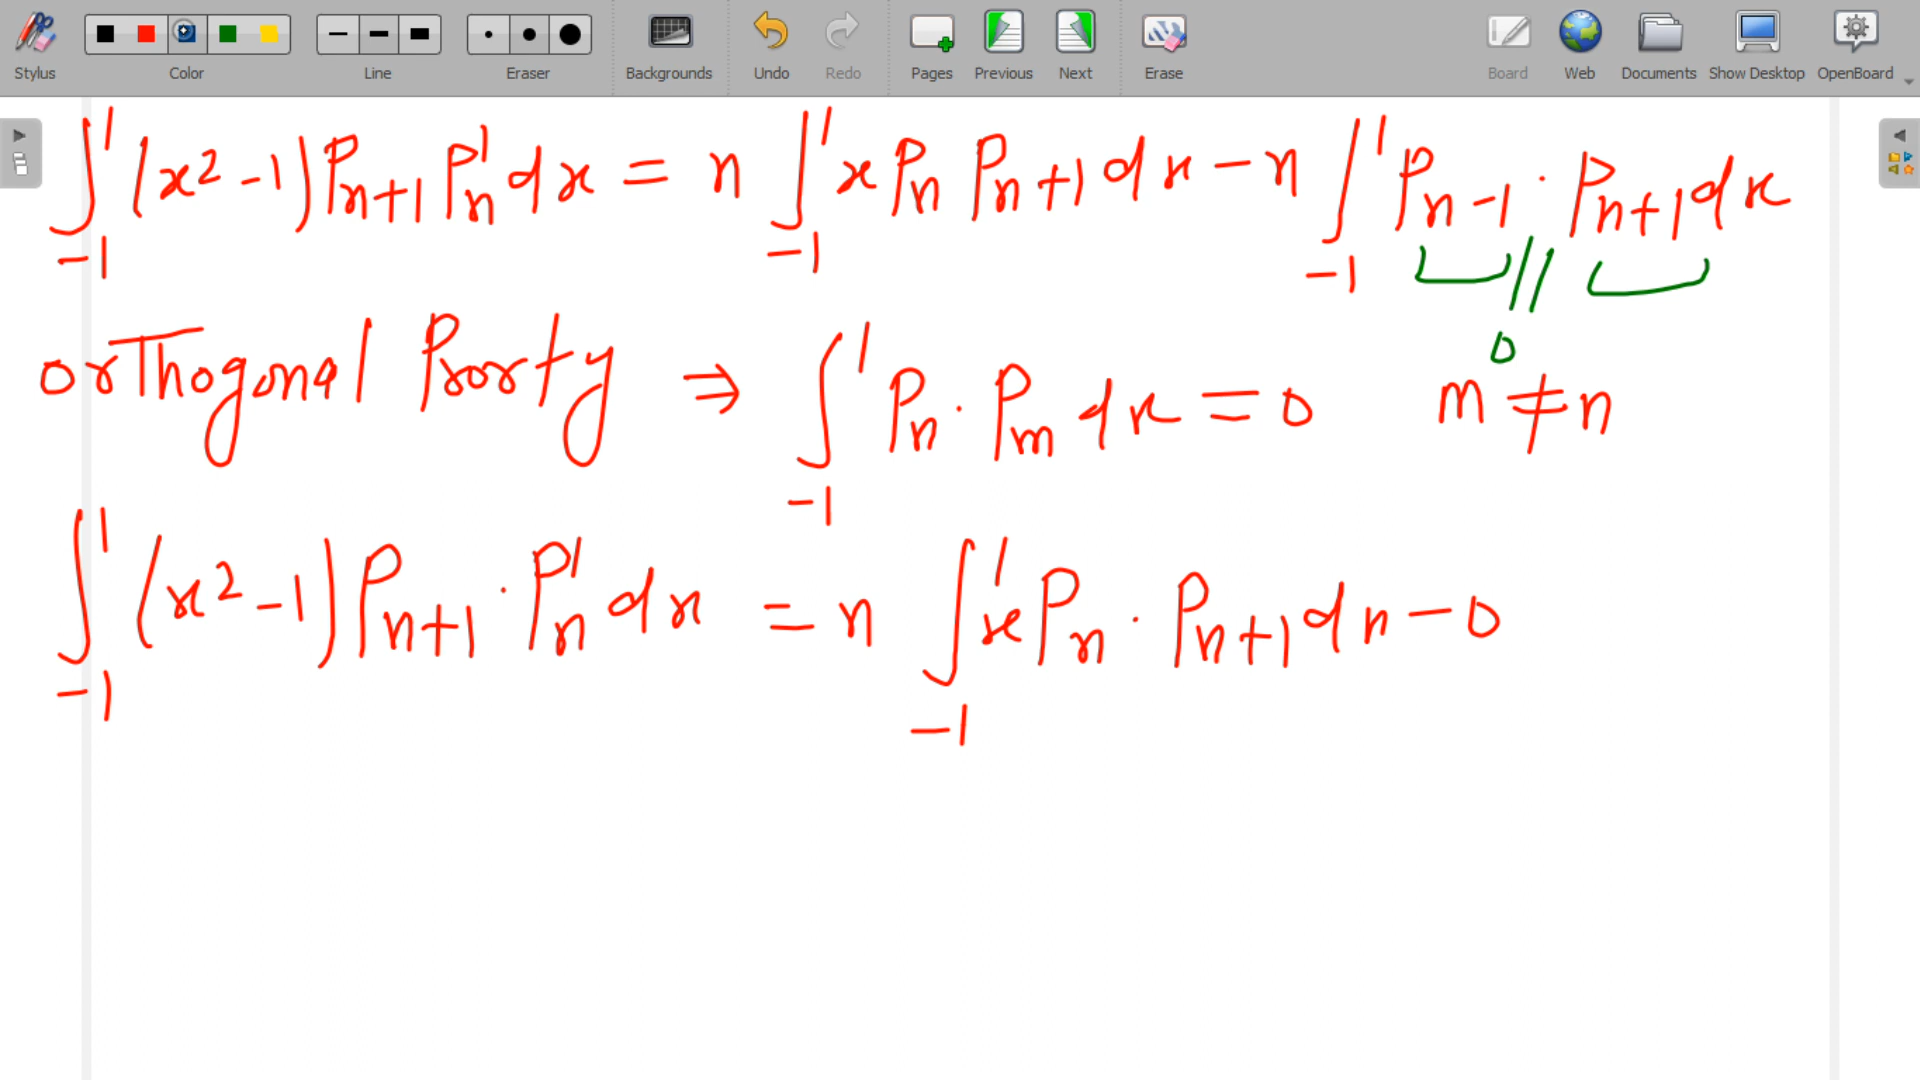 Stylus Color Line Eraser Backgrounds Undo Redo Pages Previous Next Erase Board Web Documents Show Desktop OpenBoard
∫_{-1}^{1} (x²-1) P_{n+1} P'_n dx = n ∫_{-1}^{1} x P_n P_{n+1} dx - n ∫_{-1}^{1} P_{n-1} · P_{n+1} dx
0
orThogonal Prorty ⇒ ∫_{-1}^{1} P_n · P_m dx = 0 m ≠ n
∫_{-1}^{1} (x²-1) P_{n+1} · P'_n dx = n ∫_{-1}^{1} x P_n · P_{n+1} dn - 0